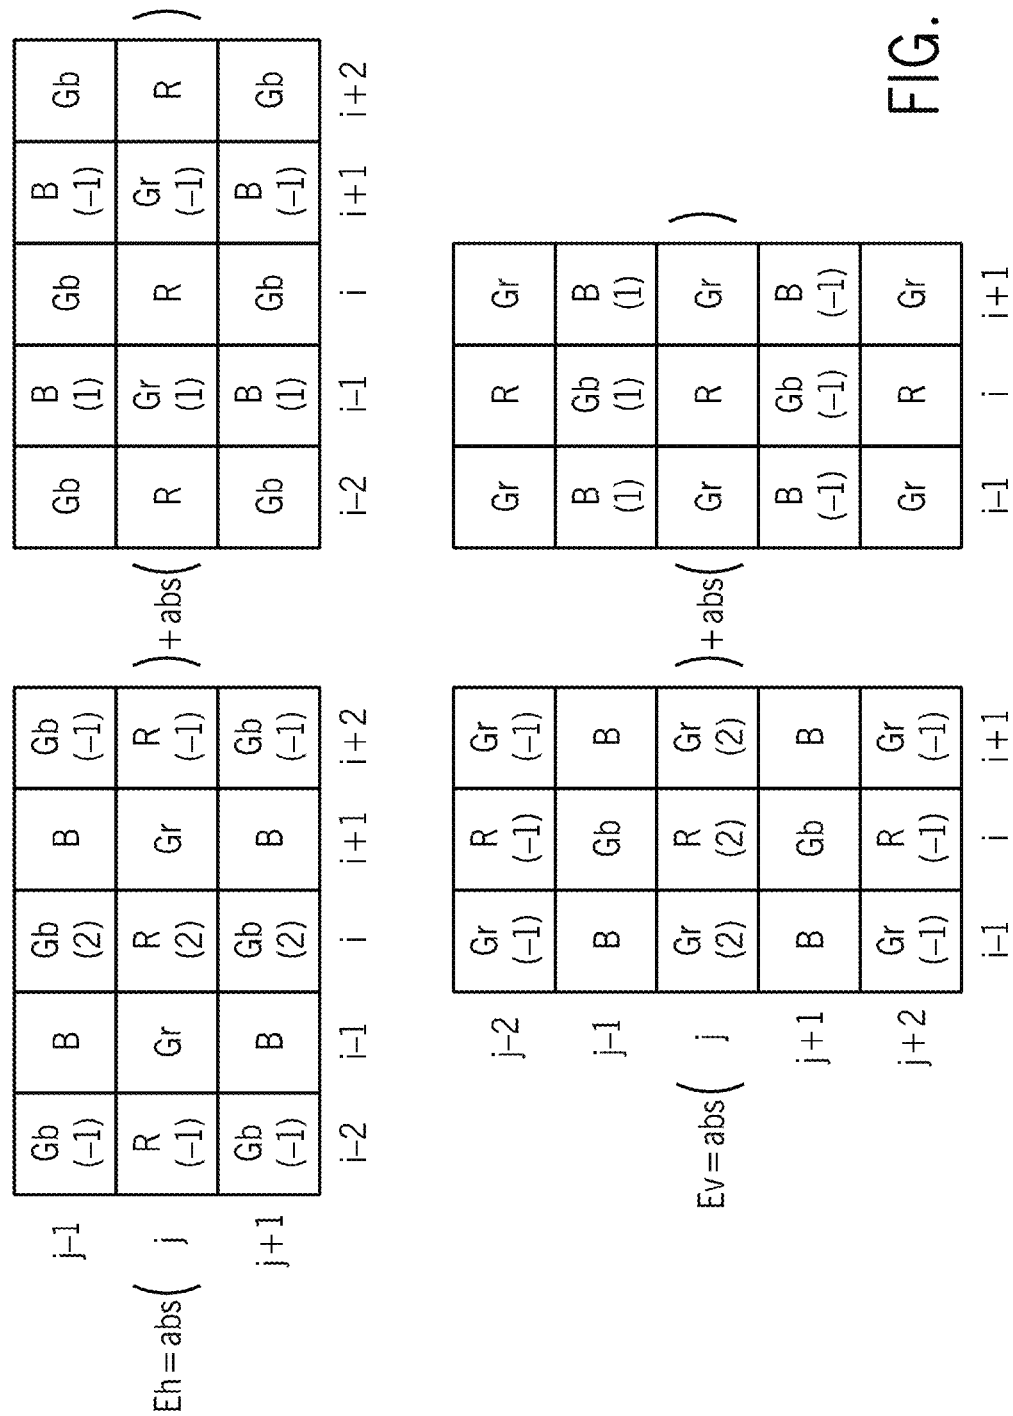 j-1 Gb B Gb B Gb Gb B Gb B Gb
(-1) (2) (-1) (1) (-1)
Eh=abs( j R Gr R Gr R )+abs( R Gr R Gr R )
(-1) (2) (-1) (1) (-1)
j+1 Gb B Gb B Gb Gb B Gb B Gb
(-1) (2) (-1) (1) (-1)
i-2 i-1 i i+1 i+2 i-2 i-1 i i+1 i+2
j-2 Gr R Gr Gr R Gr
(-1) (-1) (-1)
j-1 B Gb B B Gb B
(1) (1) (1)
Ev=abs( j Gr R Gr )+abs( Gr R Gr )
(2) (2) (2)
j+1 B Gb B B Gb B
(-1) (-1) (-1)
j+2 Gr R Gr Gr R Gr
(-1) (-1) (-1)
i-1 i i+1 i-1 i i+1
FIG.